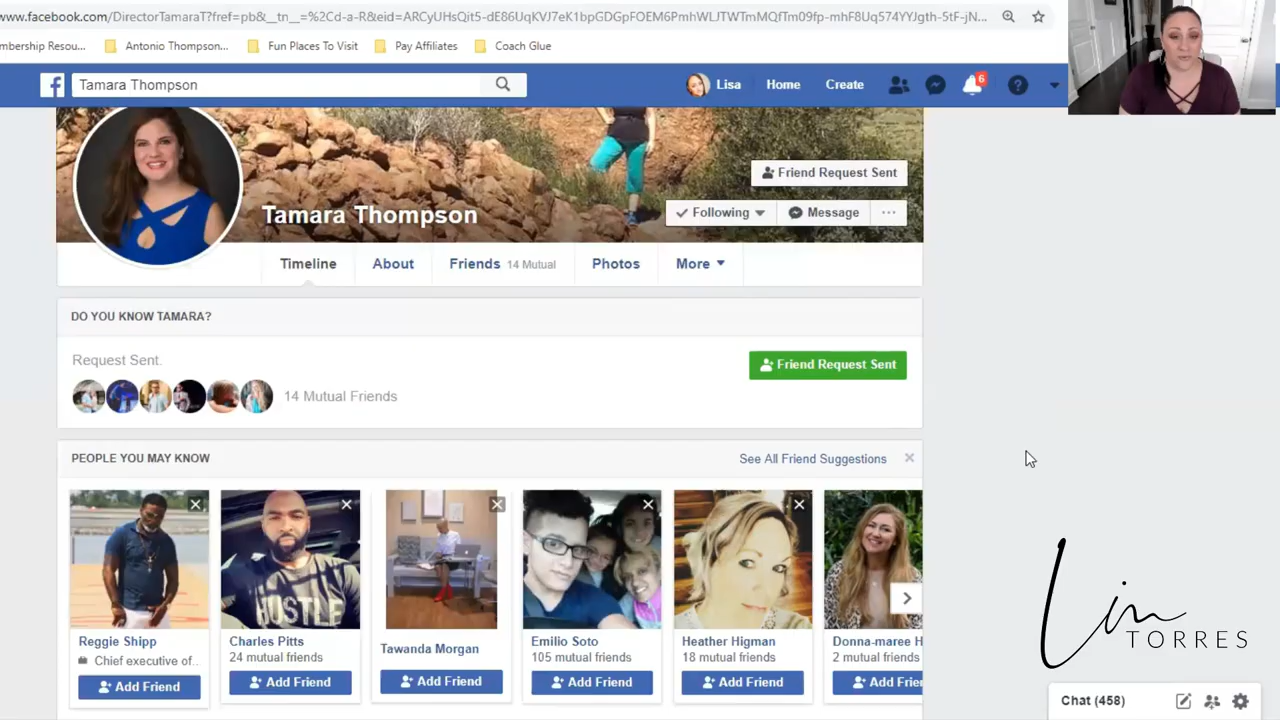 www.facebook.com/DirectorTamaraT?fref=pb&__tn__=%2Cd-a-R&eid=ARCyUHsQit5-dE86UqKVJ7eK1bpGDGpFOEM6PmhWLJTWTmMQfTm09fp-mhF8Uq574YYJgth-5tF-jN...
mbership Resou... Antonio Thompson... Fun Places To Visit Pay Affiliates Coach Glue
Tamara Thompson Lisa Home Create 6
Friend Request Sent
Tamara Thompson Following Message ...
Timeline About Friends 14 Mutual Photos More
DO YOU KNOW TAMARA?
Request Sent. Friend Request Sent
14 Mutual Friends
PEOPLE YOU MAY KNOW See All Friend Suggestions
HUSTLE
Reggie Shipp Charles Pitts Tawanda Morgan Emilio Soto Heather Higman Donna-maree H
Chief executive of... 24 mutual friends 105 mutual friends 18 mutual friends 2 mutual friends
Add Friend Add Friend Add Friend Add Friend Add Friend Add Frie
TORRES
Chat (458)